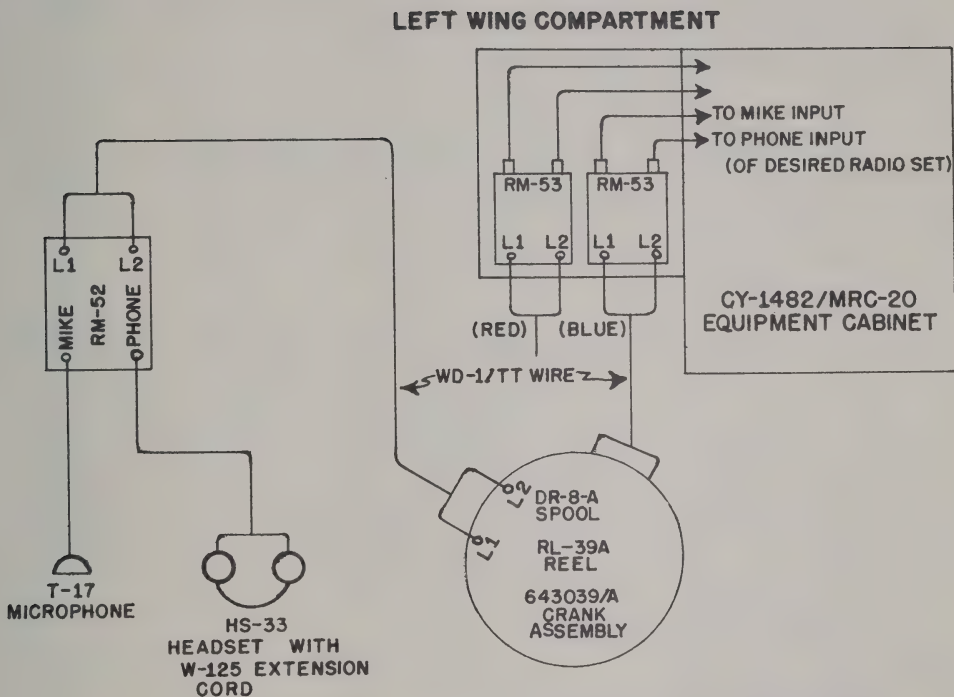 LEFT WING COMPARTMENT
TO MIKE INPUT
TO PHONE INPUT
(OF DESIRED RADIO SET)
RM-53
RM-53
L1 L2
L1 L2
CY-1482/MRC-20
EQUIPMENT CABINET
(RED)
(BLUE)
WD-1/TT WIRE
L1
L2
RM-52
MIKE
PHONE
T-17
MICROPHONE
HS-33
HEADSET WITH
W-125 EXTENSION
CORD
L2
L1
DR-8-A
SPOOL
RL-39A
REEL
643039/A
CRANK
ASSEMBLY